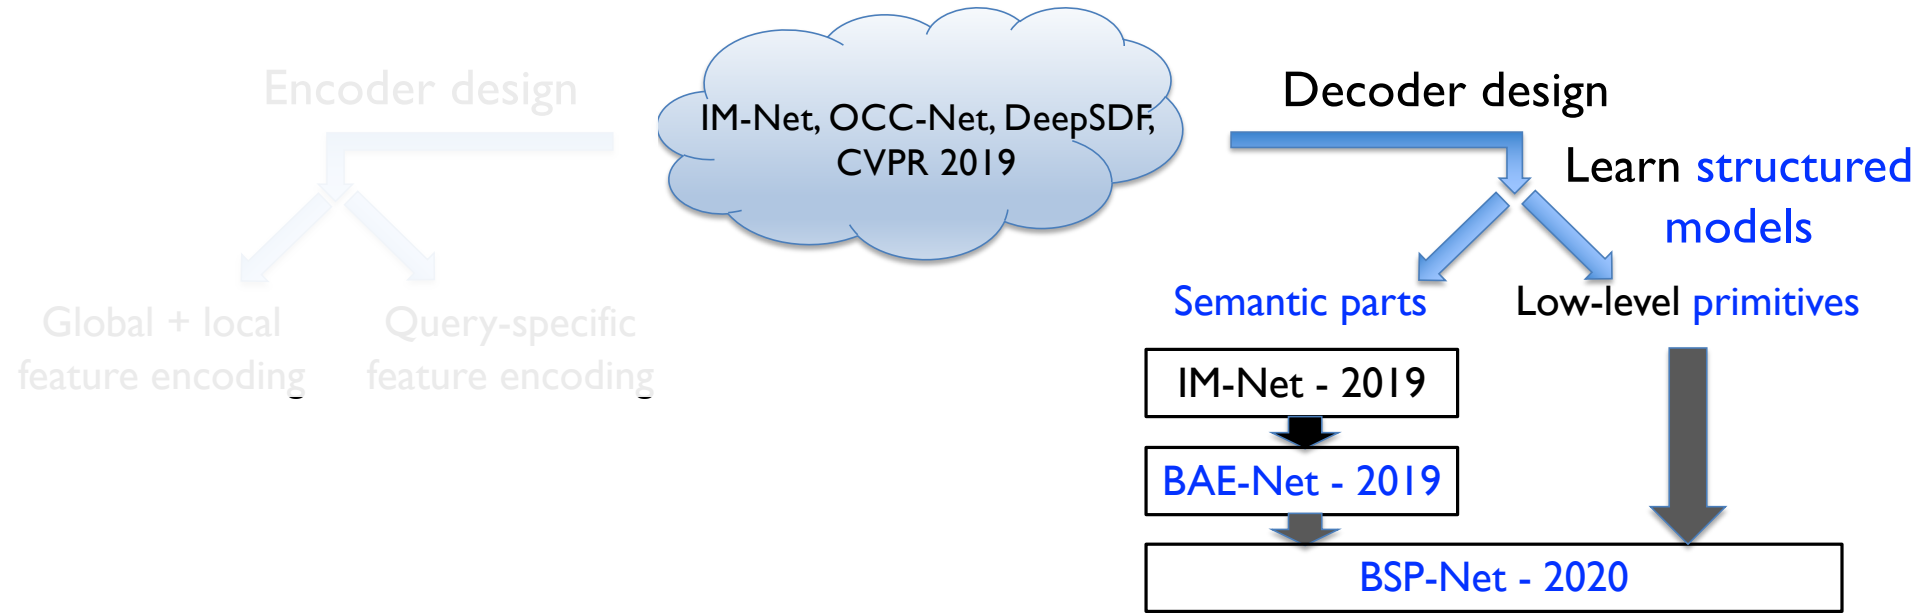 Encoder design
IM-Net, OCC-Net, DeepSDF,
CVPR 2019
Decoder design
Learn structured
models
Global + local
feature encoding
Query-specific
feature encoding
Semantic parts
Low-level primitives
IM-Net - 2019
BAE-Net - 2019
BSP-Net - 2020